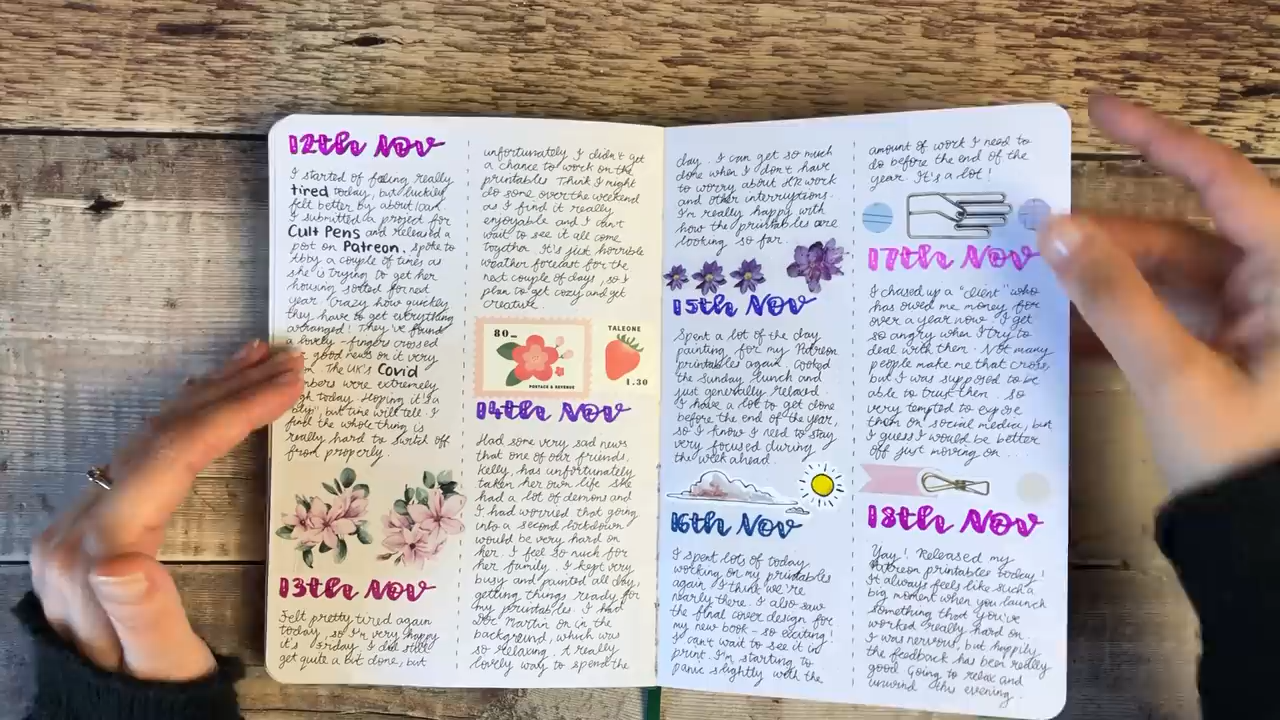 12th Nov
I started of feling really
tired today, but luckily
felt better by about 10am
I submitted a project for
Cult Pens and released a
post on Patreon. Spoke to
Abby a couple of times as
she is trying to get her
housing sorted for next
year. Crazy how quickly
they have to get everything
arranged! They've found
a lovely - fingers crossed
good news on it very
The UK's Covid
numbers were extremely
today. Hoping it's a
but time will tell. I
find the whole thing is
really hard to switch off
from properly.
13th Nov
Felt pretty tired again
today, so I'm very happy
it's Friday. I did still
get quite a bit done, but
unfortunately I didn't get
a chance to work on the
printables. Think I might
do some over the weekend
as I find it really
enjoyable and I can't
wait to see it all come
together. It's just horrible
weather forecast for the
next couple of days, so I
plan to get cozy and get
creative.
80
POSTAGE & REVENUE
TALEONE
1.30
14th Nov
Had some very sad news
that one of our friends,
Kelly, has unfortunately
taken her own life. She
had a lot of demons and
I had worried that going
into a second lockdown
would be very hard on
her. I feel so much for
her family. I kept very
busy and painted all day,
getting things ready for
my printables. I had
Doc Martin on in the
background, which was
so relaxing. A really
lovely way to spend the
day. I can get so much
done when I don't have
to worry about work
and other interruptions.
I'm really happy with
how the printables are
looking so far.
15th Nov
Spent a lot of the day
painting for my Patreon
printables again. Cooked
the Sunday lunch and
just generally relaxed.
I have a lot to get done
before the end of the year,
so I know I need to stay
very focused during
the week ahead.
16th Nov
I spent lots of today
working on my printables
again. I think we're
nearly there. I also saw
the final cover design for
my new book - so exciting!
I can't wait to see it in
print. I'm starting to
panic slightly with the
amount of work I need to
do before the end of the
year. It's a lot!
17th Nov
I chased up a "client" who
has owed me money for
over a year now. I get
so angry when I try to
deal with them. Not many
people make me that cross,
but I was supposed to be
able to trust them. So
very tempted to expose
them on social media, but
I guess I would be better
off just moving on...
18th Nov
Yay! Released my
Patreon printables today!
It always feels like such a
big moment when you launch
something that you've
worked really hard on.
I was nervous, but happily
the feedback has been really
good. Going to relax and
unwind this evening.